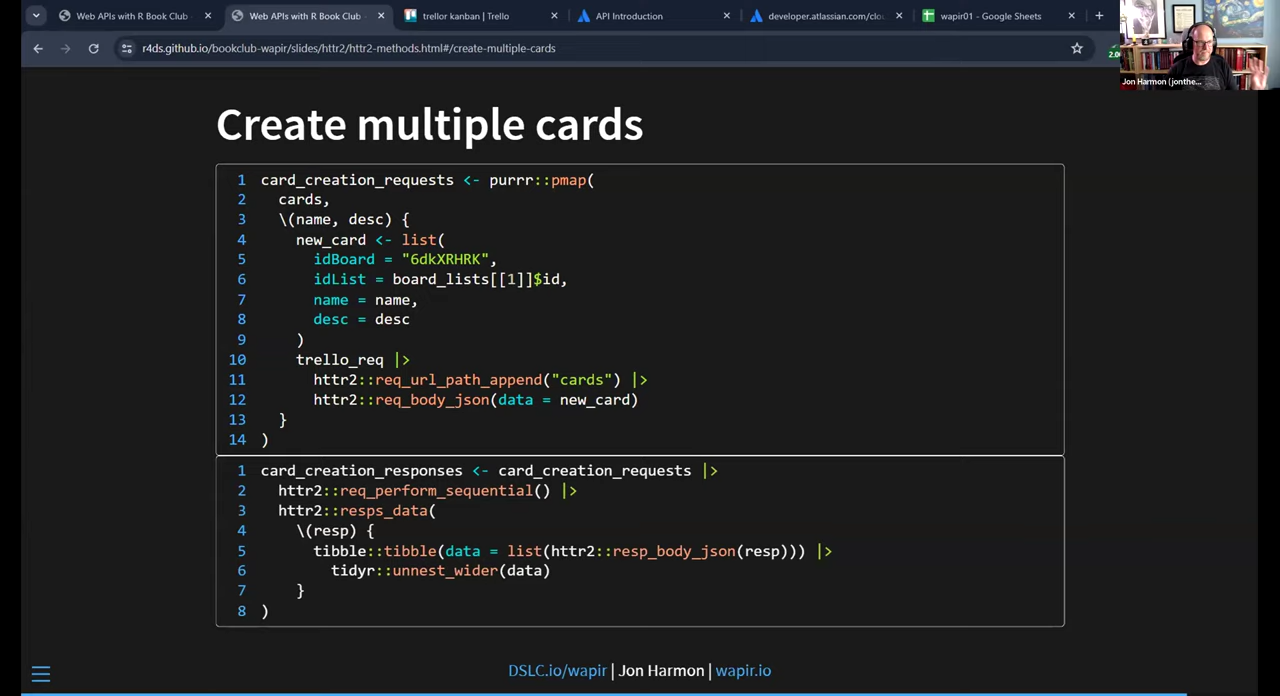 Web APIs with R Book Club
Web APIs with R Book Club
trellor kanban | Trello
API Introduction
developer.atlassian.com/clou
wapir01 - Google Sheets
r4ds.github.io/bookclub-wapir/slides/httr2/httr2-methods.html#/create-multiple-cards
Jon Harmon (jonthe...
Create multiple cards
1 card_creation_requests <- purrr::pmap(
2 cards,
3 \(name, desc) {
4 new_card <- list(
5 idBoard = "6dkXRHRK",
6 idList = board_lists[[1]]$id,
7 name = name,
8 desc = desc
9 )
10 trello_req |>
11 httr2::req_url_path_append("cards") |>
12 httr2::req_body_json(data = new_card)
13 }
14 )
1 card_creation_responses <- card_creation_requests |>
2 httr2::req_perform_sequential() |>
3 httr2::resps_data(
4 \(resp) {
5 tibble::tibble(data = list(httr2::resp_body_json(resp))) |>
6 tidyr::unnest_wider(data)
7 }
8 )
DSLC.io/wapir | Jon Harmon | wapir.io